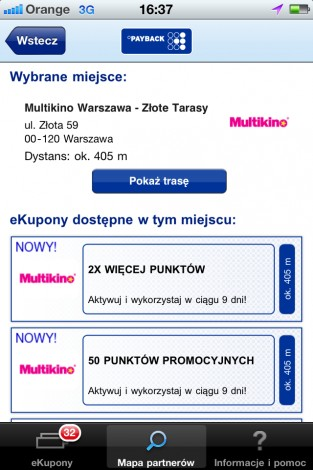 Orange 3G 16:37
Wstecz
PAYBACK
Wybrane miejsce:
Multikino Warszawa - Złote Tarasy
ul. Złota 59
00-120 Warszawa
Multikino
Dystans: ok. 405 m
Pokaż trasę
eKupony dostępne w tym miejscu:
NOWY!
Multikino
2X WIĘCEJ PUNKTÓW
Aktywuj i wykorzystaj w ciągu 9 dni!
ok. 405 m
NOWY!
Multikino
50 PUNKTÓW PROMOCYJNYCH
Aktywuj i wykorzystaj w ciągu 9 dni!
ok. 405 m
32
eKupony
Mapa partnerów
?
Informacje i pomoc